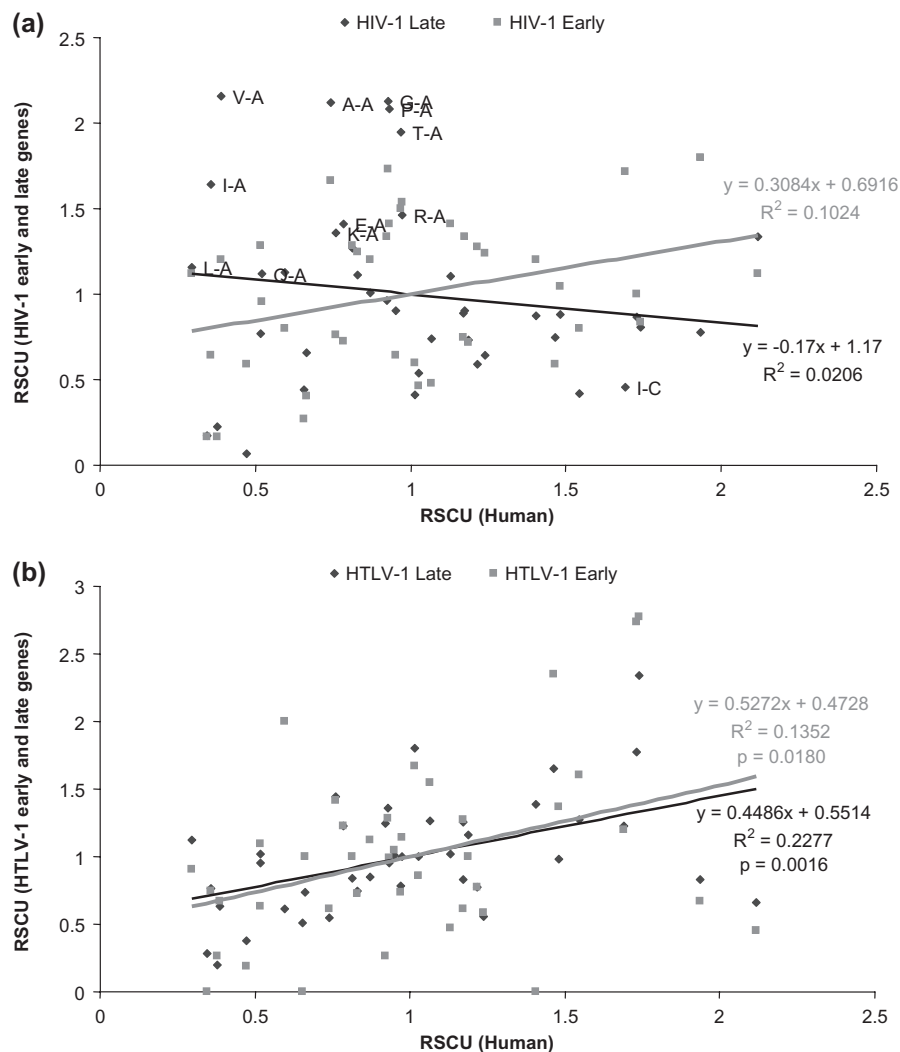 (a)
HIV-1 Late HIV-1 Early
RSCU (HIV-1 early and late genes)
2.5
2
1.5
1
0.5
0
V-A
A-A
G-A
P-A
T-A
I-A
R-A
E-A
K-A
L-A
Q-A
I-C
y = 0.3084x + 0.6916
R² = 0.1024
y = -0.17x + 1.17
R² = 0.0206
0 0.5 1 1.5 2 2.5
RSCU (Human)
(b)
HTLV-1 Late HTLV-1 Early
RSCU (HTLV-1 early and late genes)
3
2.5
2
1.5
1
0.5
0
y = 0.5272x + 0.4728
R² = 0.1352
p = 0.0180
y = 0.4486x + 0.5514
R² = 0.2277
p = 0.0016
0 0.5 1 1.5 2 2.5
RSCU (Human)